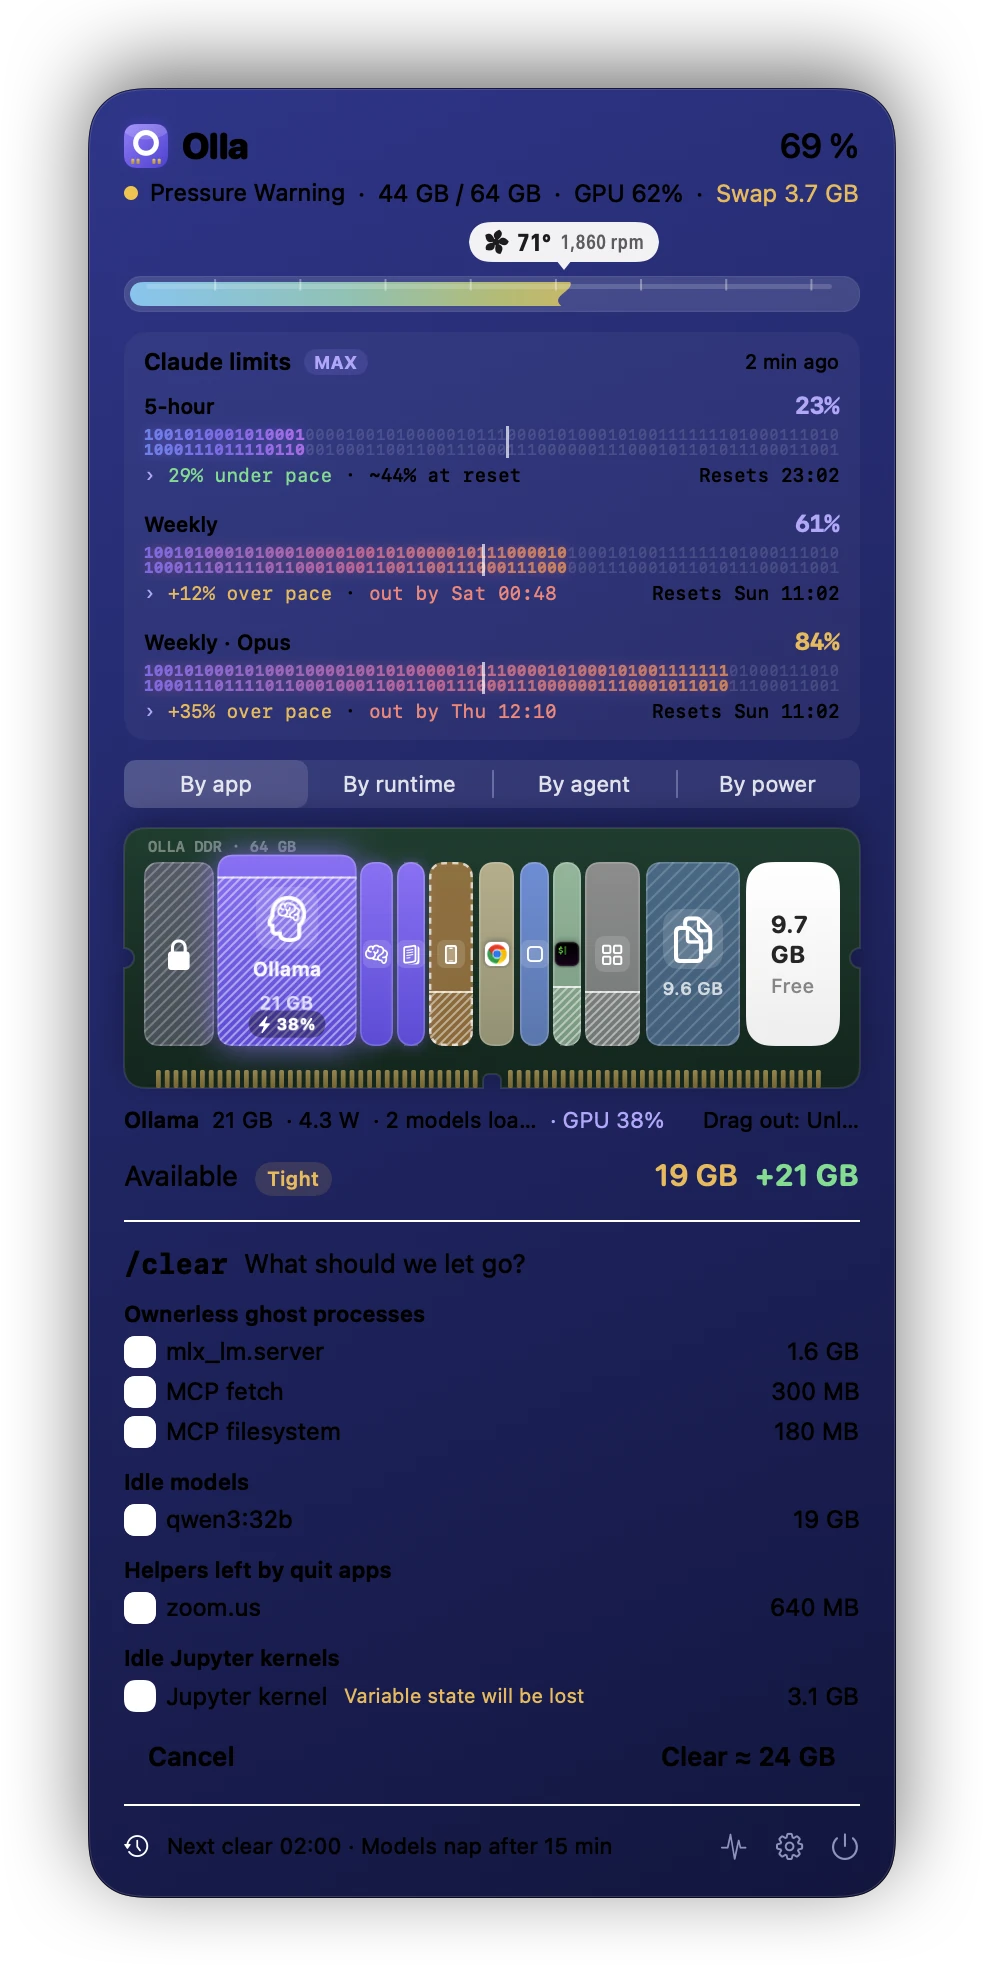 Olla
69 %
Pressure Warning · 44 GB / 64 GB · GPU 62% · Swap 3.7 GB
71° 1,860 rpm
Claude limits MAX
2 min ago
5-hour
23%
› 29% under pace · ~44% at reset
Resets 23:02
Weekly
61%
› +12% over pace · out by Sat 00:48
Resets Sun 11:02
Weekly · Opus
84%
› +35% over pace · out by Thu 12:10
Resets Sun 11:02
By app
By runtime
By agent
By power
OLLA DDR · 64 GB
Ollama
21 GB
38%
9.6 GB
9.7
GB
Free
Ollama 21 GB · 4.3 W · 2 models loa... · GPU 38%
Drag out: Unl...
Available Tight
19 GB +21 GB
/clear What should we let go?
Ownerless ghost processes
mlx_lm.server 1.6 GB
MCP fetch 300 MB
MCP filesystem 180 MB
Idle models
qwen3:32b 19 GB
Helpers left by quit apps
zoom.us 640 MB
Idle Jupyter kernels
Jupyter kernel Variable state will be lost 3.1 GB
Cancel
Clear ≈ 24 GB
Next clear 02:00 · Models nap after 15 min